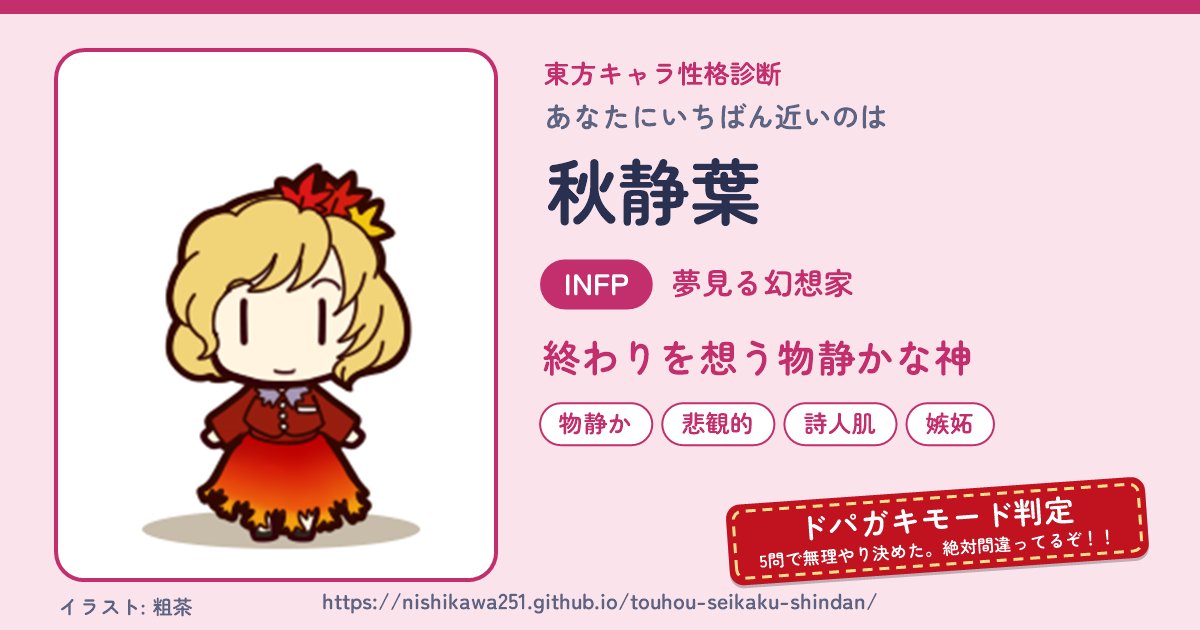 東方キャラ性格診断
あなたにいちばん近いのは
秋静葉
INFP 夢見る幻想家
終わりを想う物静かな神
物静か 悲観的 詩人肌 嫉妬
ドパガキモード判定
5問で無理やり決めた。絶対間違ってるぞ！！
イラスト: 粗茶
https://nishikawa251.github.io/touhou-seikaku-shindan/